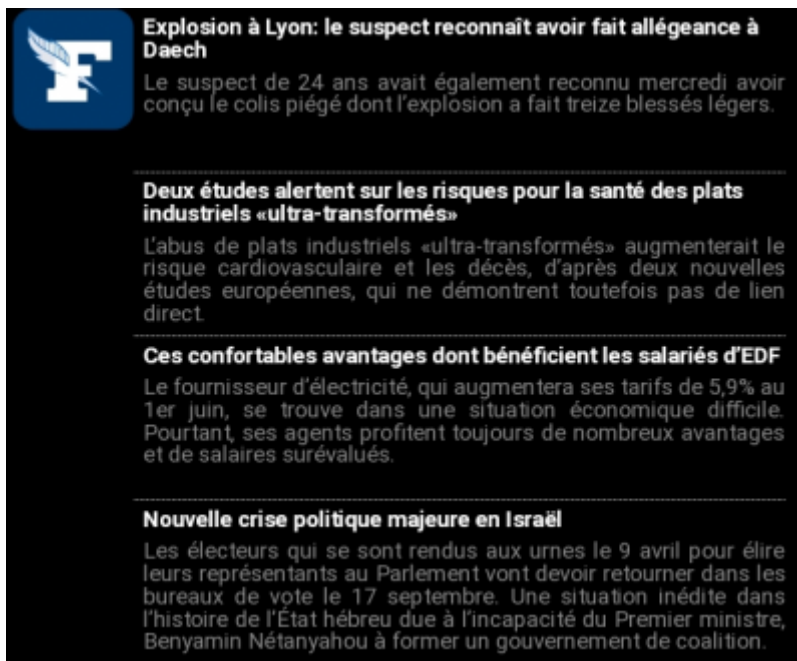 F
Explosion à Lyon: le suspect reconnaît avoir fait allégeance à
Daech
Le suspect de 24 ans avait également reconnu mercredi avoir
conçu le colis piégé dont l'explosion a fait treize blessés légers.
Deux études alertent sur les risques pour la santé des plats
industriels «ultra-transformés»
L'abus de plats industriels «ultra-transformés» augmenterait le
risque cardiovasculaire et les décès, d'après deux nouvelles
études européennes, qui ne démontrent toutefois pas de lien
direct.
Ces confortables avantages dont bénéficient les salariés d'EDF
Le fournisseur d'électricité, qui augmentera ses tarifs de 5,9% au
1er juin, se trouve dans une situation économique difficile.
Pourtant, ses agents profitent toujours de nombreux avantages
et de salaires surévalués.
Nouvelle crise politique majeure en Israël
Les électeurs qui se sont rendus aux urnes le 9 avril pour élire
leurs représentants au Parlement vont devoir retourner dans les
bureaux de vote le 17 septembre. Une situation inédite dans
l'histoire de l'État hébreu due à l'incapacité du Premier ministre,
Benyamin Nétanyahou à former un gouvernement de coalition.